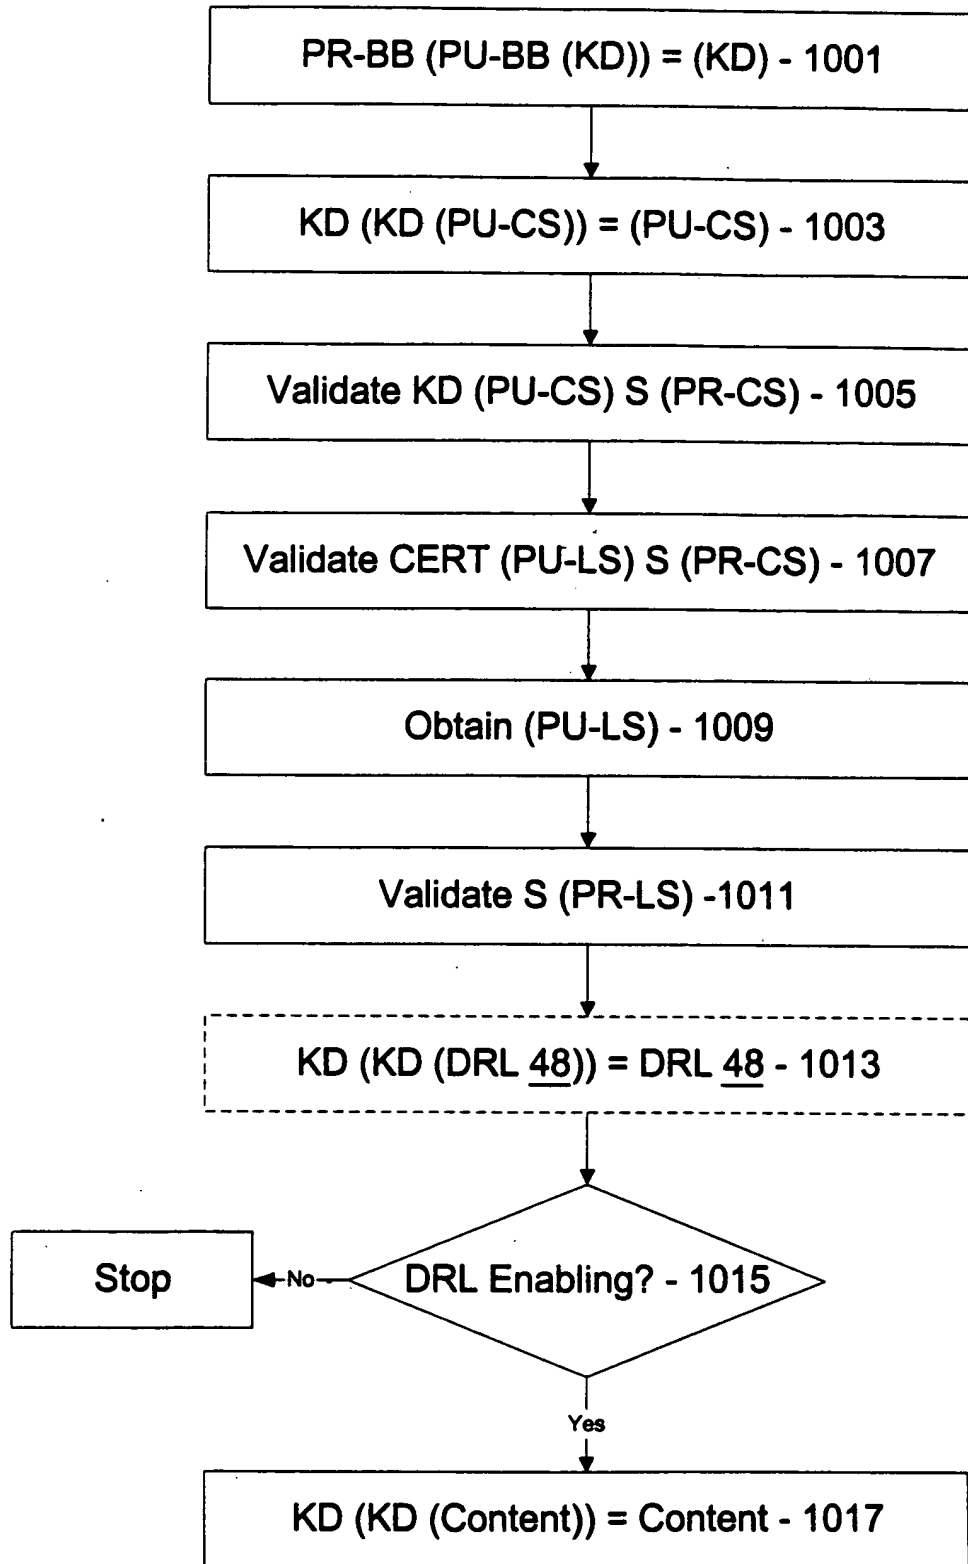 PR-BB (PU-BB (KD)) = (KD) - 1001
KD (KD (PU-CS)) = (PU-CS) - 1003
Validate KD (PU-CS) S (PR-CS) - 1005
Validate CERT (PU-LS) S (PR-CS) - 1007
Obtain (PU-LS) - 1009
Validate S (PR-LS) -1011
KD (KD (DRL 48)) = DRL 48 - 1013
DRL Enabling? - 1015
No
Stop
Yes
KD (KD (Content)) = Content - 1017